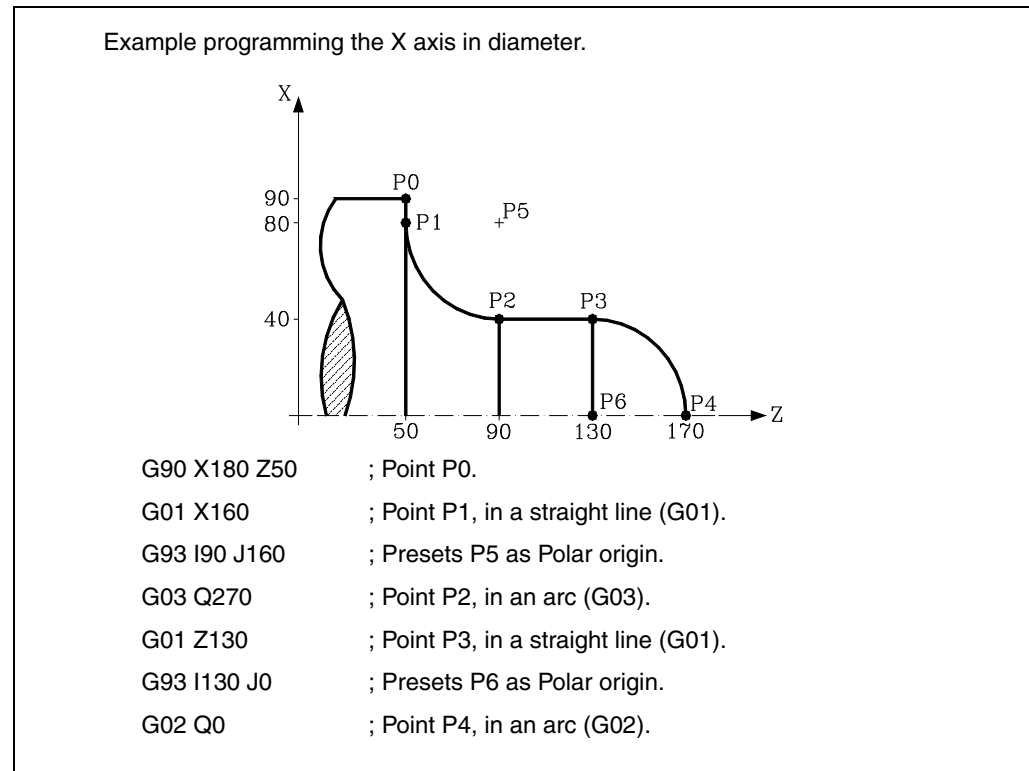 Example programming the X axis in diameter.
X
P0
90
P5
80
P1
P2
P3
40
P6
P4
Z
50
90
130
170
G90 X180 Z50 ; Point P0.
G01 X160 ; Point P1, in a straight line (G01).
G93 I90 J160 ; Presets P5 as Polar origin.
G03 Q270 ; Point P2, in an arc (G03).
G01 Z130 ; Point P3, in a straight line (G01).
G93 I130 J0 ; Presets P6 as Polar origin.
G02 Q0 ; Point P4, in an arc (G02).